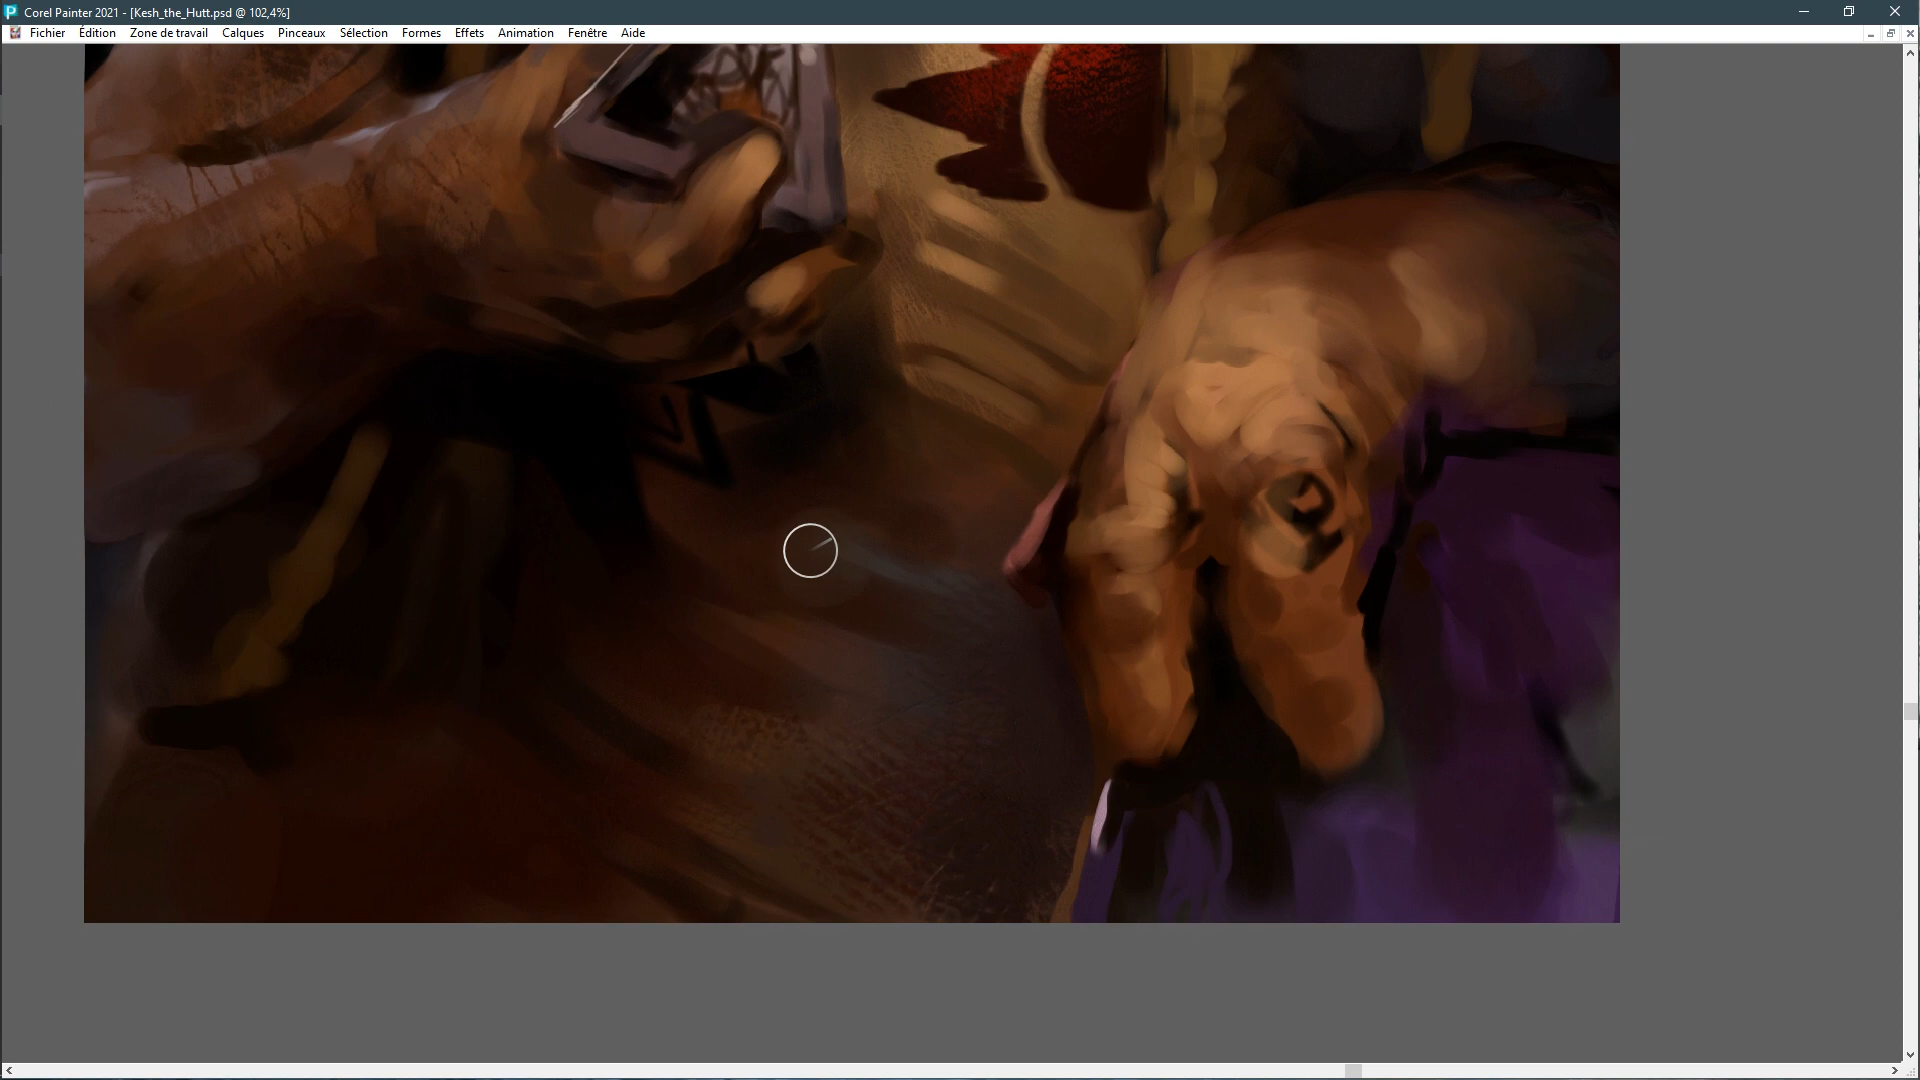 Corel Painter 2021 - [Kesh_the_Hutt.psd @ 102,4%]
Fichier Édition Zone de travail Calques Pinceaux Sélection Formes Effets Animation Fenêtre Aide